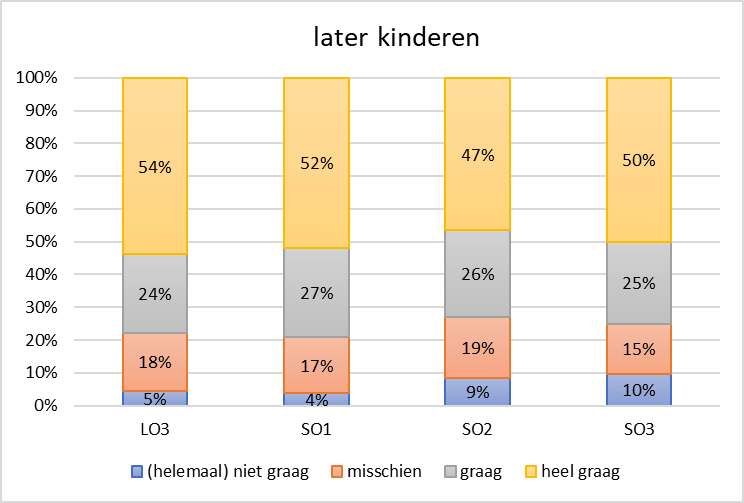 later kinderen
100%
90%
80%
70%
60%
50%
40%
30%
20%
10%
0%
54% 52% 47% 50%
24% 27% 26% 25%
18% 17% 19% 15%
5% 4% 9% 10%
LO3 SO1 SO2 SO3
(helemaal) niet graag misschien graag heel graag